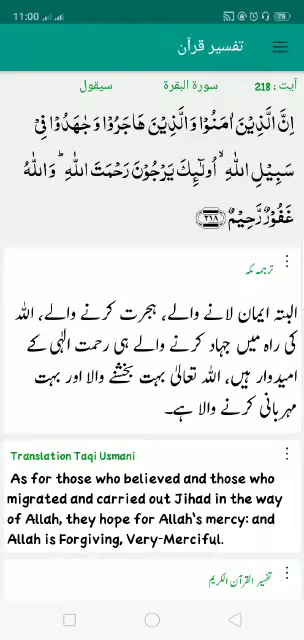 11:00
78
تفسیر قرآن
آیت : 218 سورة البقرة سیقول
اِنَّ الَّذِیْنَ اٰمَنُوْا وَالَّذِیْنَ هَاجَرُوْا وَجٰهَدُوْا فِیْ
سَبِیْلِ اللّٰهِ ۙ اُولٰٓئِكَ یَرْجُوْنَ رَحْمَتَ اللّٰهِ ؕ وَاللّٰهُ
غَفُوْرٌ رَّحِیْمٌ ﴿۲۱۸﴾
ترجمہ مکہ
البتہ ایمان لانے والے، ہجرت کرنے والے، اللہ
کی راہ میں جہاد کرنے والے ہی رحمت الٰہی کے
امیدوار ہیں، اللہ تعالیٰ بہت بخشنے والا اور بہت
مہربانی کرنے والا ہے۔
Translation Taqi Usmani
As for those who believed and those who
migrated and carried out Jihad in the way
of Allah, they hope for Allah's mercy: and
Allah is Forgiving, Very-Merciful.
تفسیر القرآن الکریم